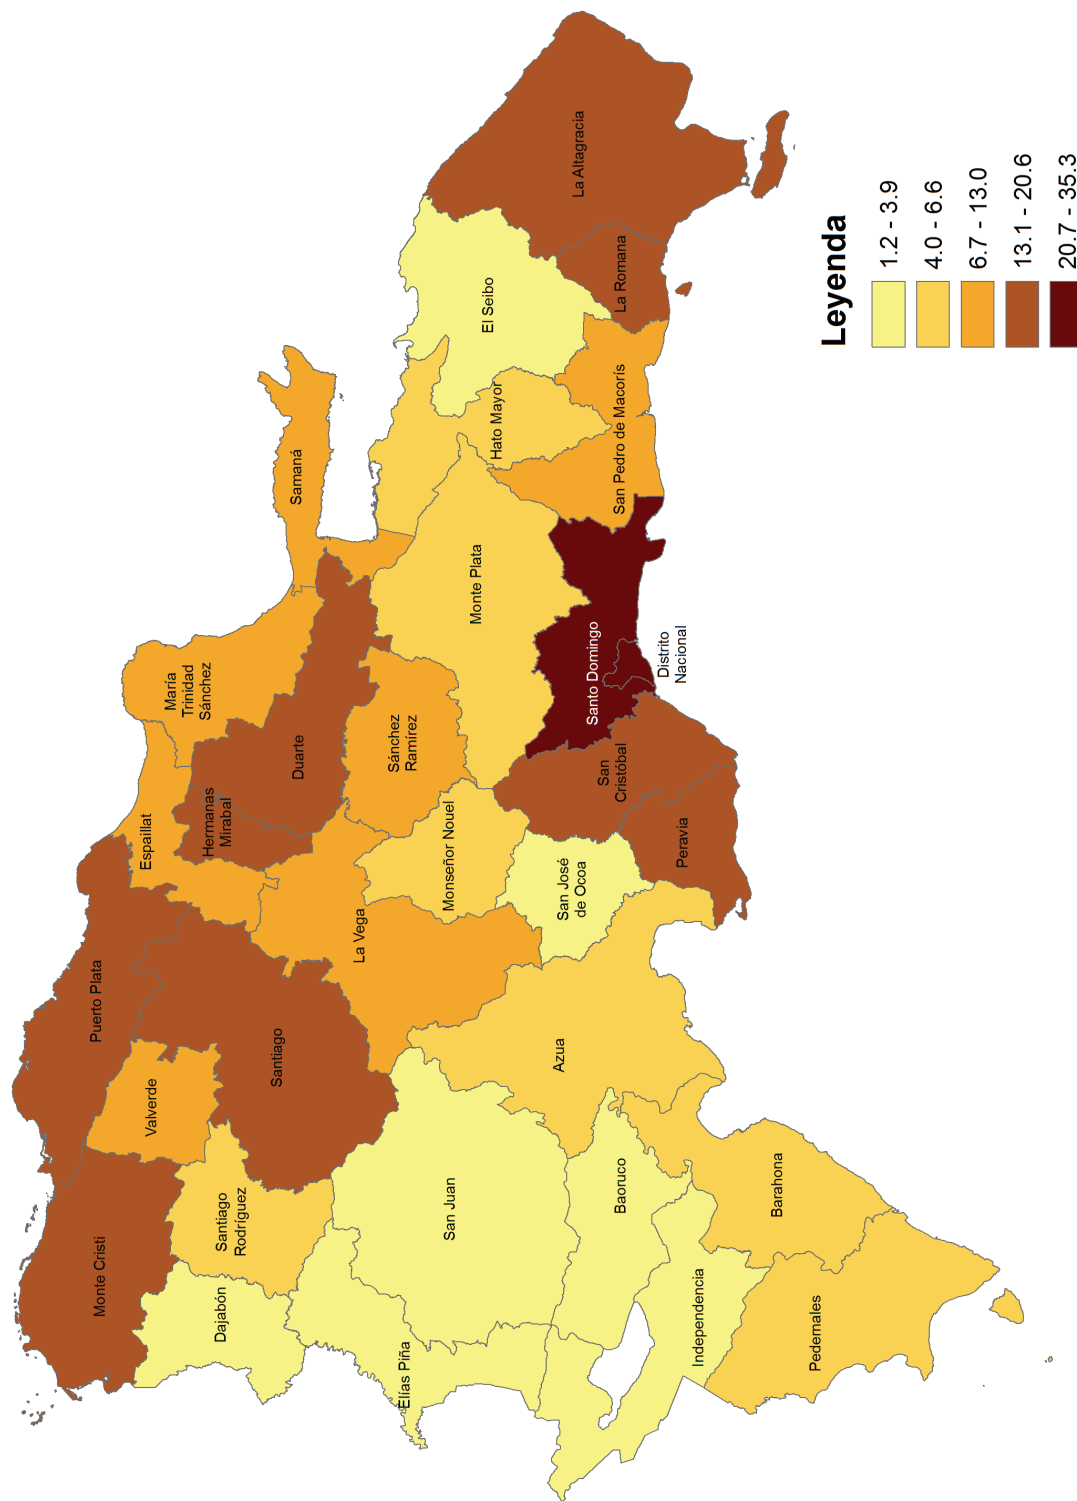 Monte Cristi
Puerto Plata
Dajabón
Santiago
Rodríguez
Valverde
Santiago
Espaillat
Hermanas
Mirabal
María
Trinidad
Sánchez
Duarte
Samaná
Elías Piña
San Juan
La Vega
Monseñor Nouel
Sánchez
Ramírez
Monte Plata
Hato Mayor
El Seibo
La Altagracia
Independencia
Baoruco
Azua
San José
de Ocoa
San
Cristóbal
Santo Domingo
San Pedro de Macorís
La Romana
Pedernales
Barahona
Peravia
Distrito
Nacional
Leyenda
1.2 - 3.9
4.0 - 6.6
6.7 - 13.0
13.1 - 20.6
20.7 - 35.3